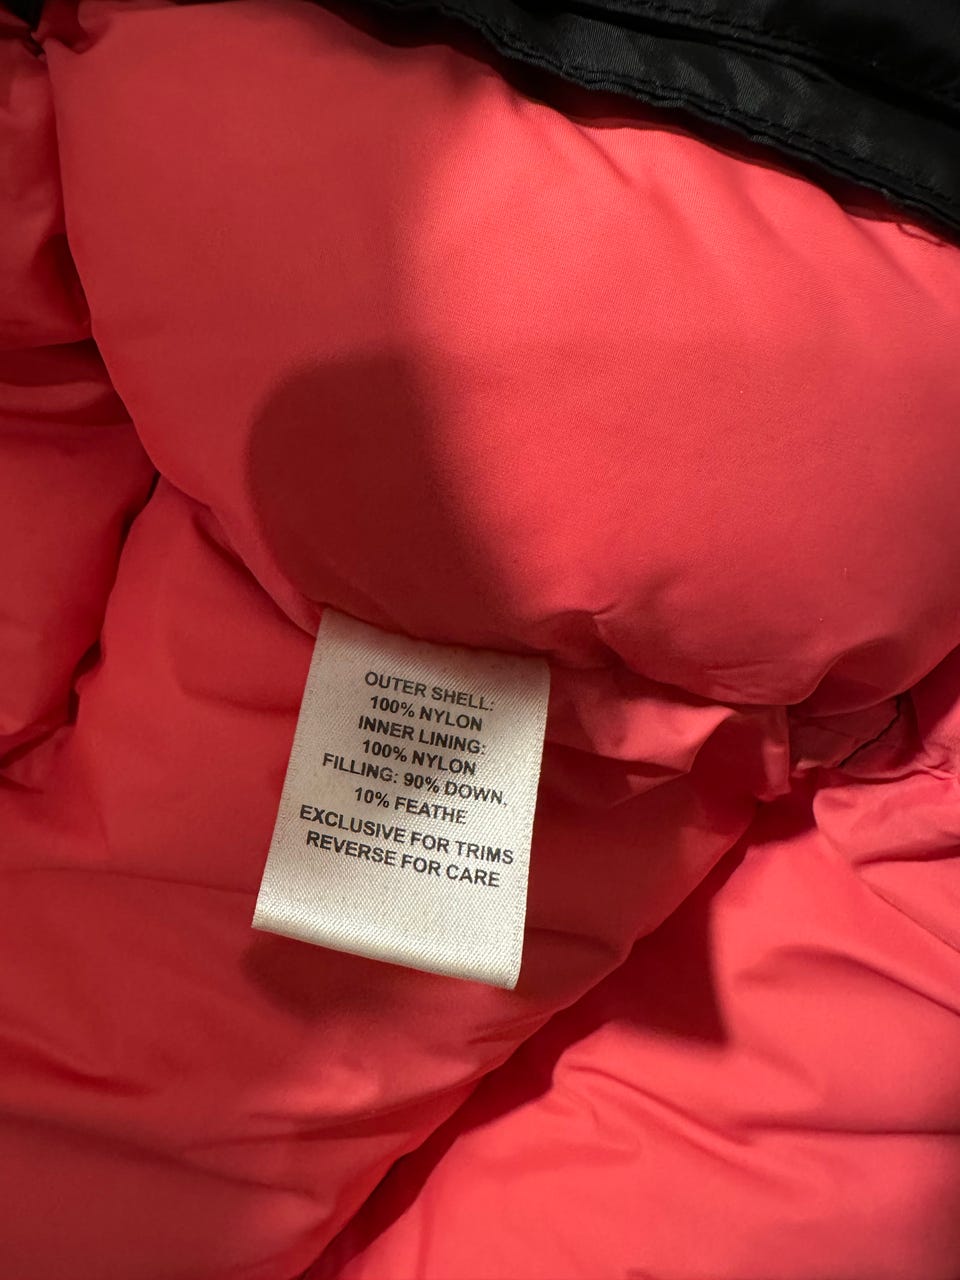 OUTER SHELL:
100% NYLON
INNER LINING:
100% NYLON
FILLING: 90% DOWN,
10% FEATHE
EXCLUSIVE FOR TRIMS
REVERSE FOR CARE